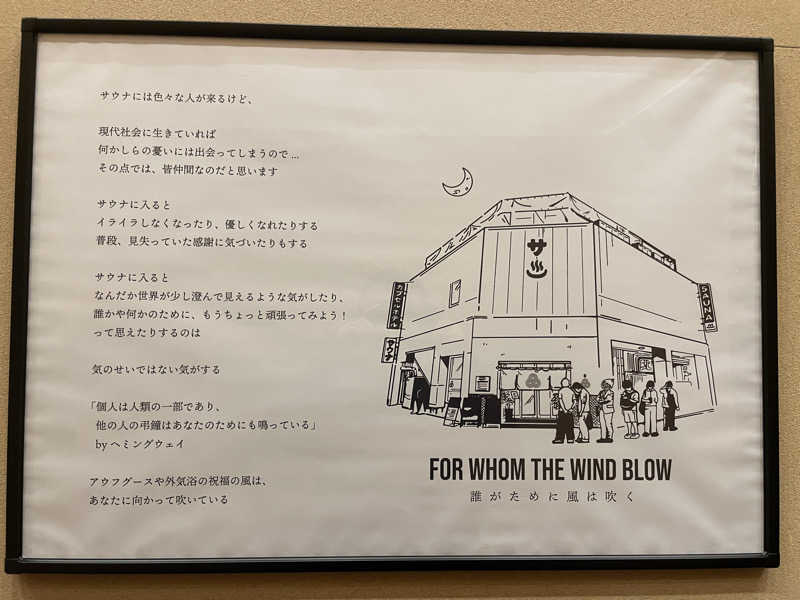 サウナには色々な人が来るけど、
現代社会に生きていれば
何かしらの憂いには出会ってしまうので...
その点では、皆仲間なのだと思います
サウナに入ると
イライラしなくなったり、優しくなれたりする
普段、見失っていた感謝に気づいたりもする
サウナに入ると
なんだか世界が少し澄んで見えるような気がしたり、
誰かや何かのために、もうちょっと頑張ってみよう！
って思えたりするのは
気のせいではない気がする
「個人は人類の一部であり、
他の人の弔鐘はあなたのためにも鳴っている」
by ヘミングウェイ
アウフグースや外気浴の祝福の風は、
あなたに向かって吹いている
サ
カプセルホテル
サウナ
SAUNA
FOR WHOM THE WIND BLOW
誰がために風は吹く